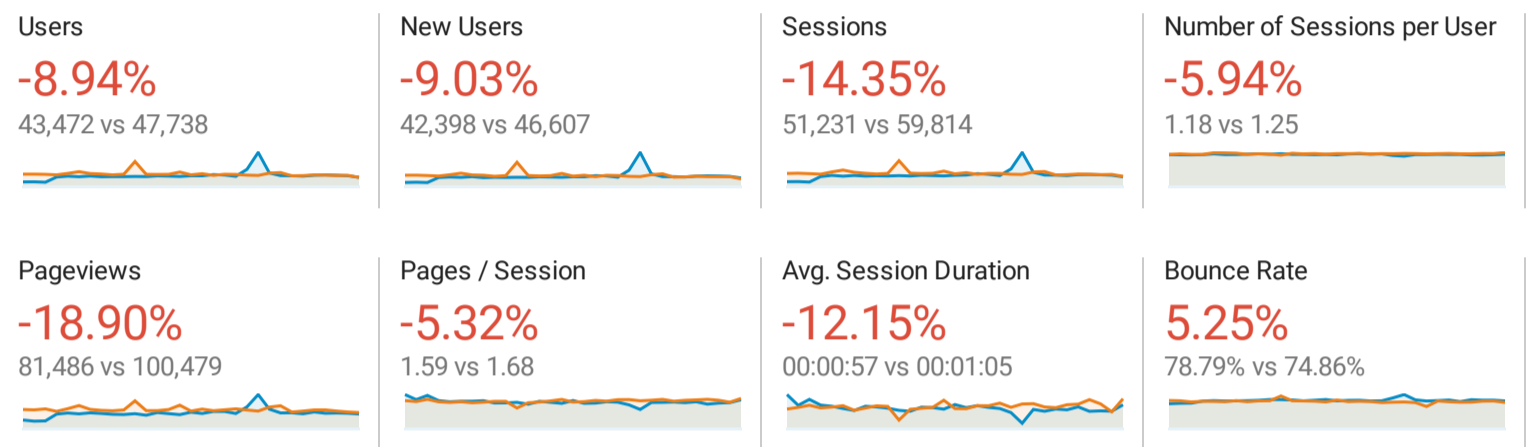 Users
-8.94%
43,472 vs 47,738
New Users
-9.03%
42,398 vs 46,607
Sessions
-14.35%
51,231 vs 59,814
Number of Sessions per User
-5.94%
1.18 vs 1.25
Pageviews
-18.90%
81,486 vs 100,479
Pages / Session
-5.32%
1.59 vs 1.68
Avg. Session Duration
-12.15%
00:00:57 vs 00:01:05
Bounce Rate
5.25%
78.79% vs 74.86%